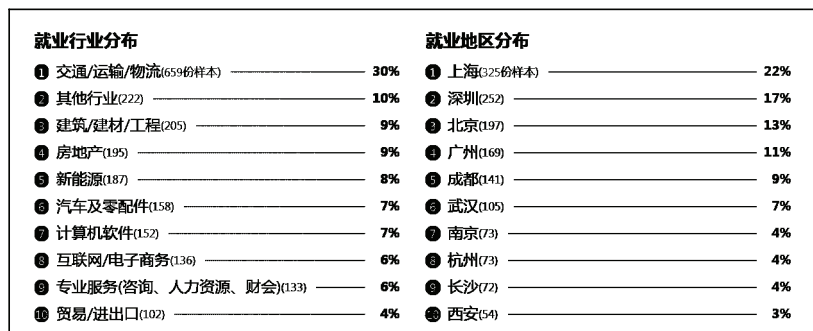 就业行业分布
1 交通/运输/物流(659份样本) 30%
2 其他行业(222) 10%
3 建筑/建材/工程(205) 9%
4 房地产(195) 9%
5 新能源(187) 8%
6 汽车及零配件(158) 7%
7 计算机软件(152) 7%
8 互联网/电子商务(136) 6%
9 专业服务(咨询、人力资源、财会)(133) 6%
10 贸易/进出口(102) 4%
就业地区分布
1 上海(325份样本) 22%
2 深圳(252) 17%
3 北京(197) 13%
4 广州(169) 11%
5 成都(141) 9%
6 武汉(105) 7%
7 南京(73) 4%
8 杭州(73) 4%
9 长沙(72) 4%
10 西安(54) 3%